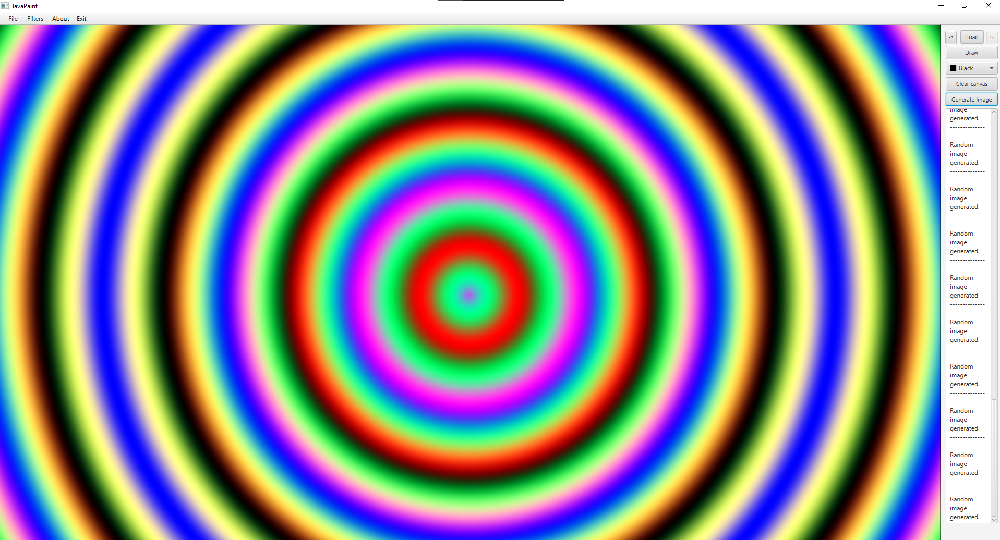 JavaPaint
File Filters About Exit
Load
Draw
Black
Clear canvas
Generate Image
image
generated.
--------------
Random
image
generated.
--------------
Random
image
generated.
--------------
Random
image
generated.
--------------
Random
image
generated.
--------------
Random
image
generated.
--------------
Random
image
generated.
--------------
Random
image
generated.
--------------
Random
image
generated.
--------------
Random
image
generated.